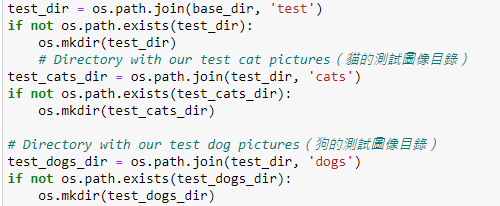 test_dir = os.path.join(base_dir, 'test')
if not os.path.exists(test_dir):
    os.mkdir(test_dir)
    # Directory with our test cat pictures (貓的測試圖像目錄)
test_cats_dir = os.path.join(test_dir, 'cats')
if not os.path.exists(test_cats_dir):
    os.mkdir(test_cats_dir)

# Directory with our test dog pictures (狗的測試圖像目錄)
test_dogs_dir = os.path.join(test_dir, 'dogs')
if not os.path.exists(test_dogs_dir):
    os.mkdir(test_dogs_dir)